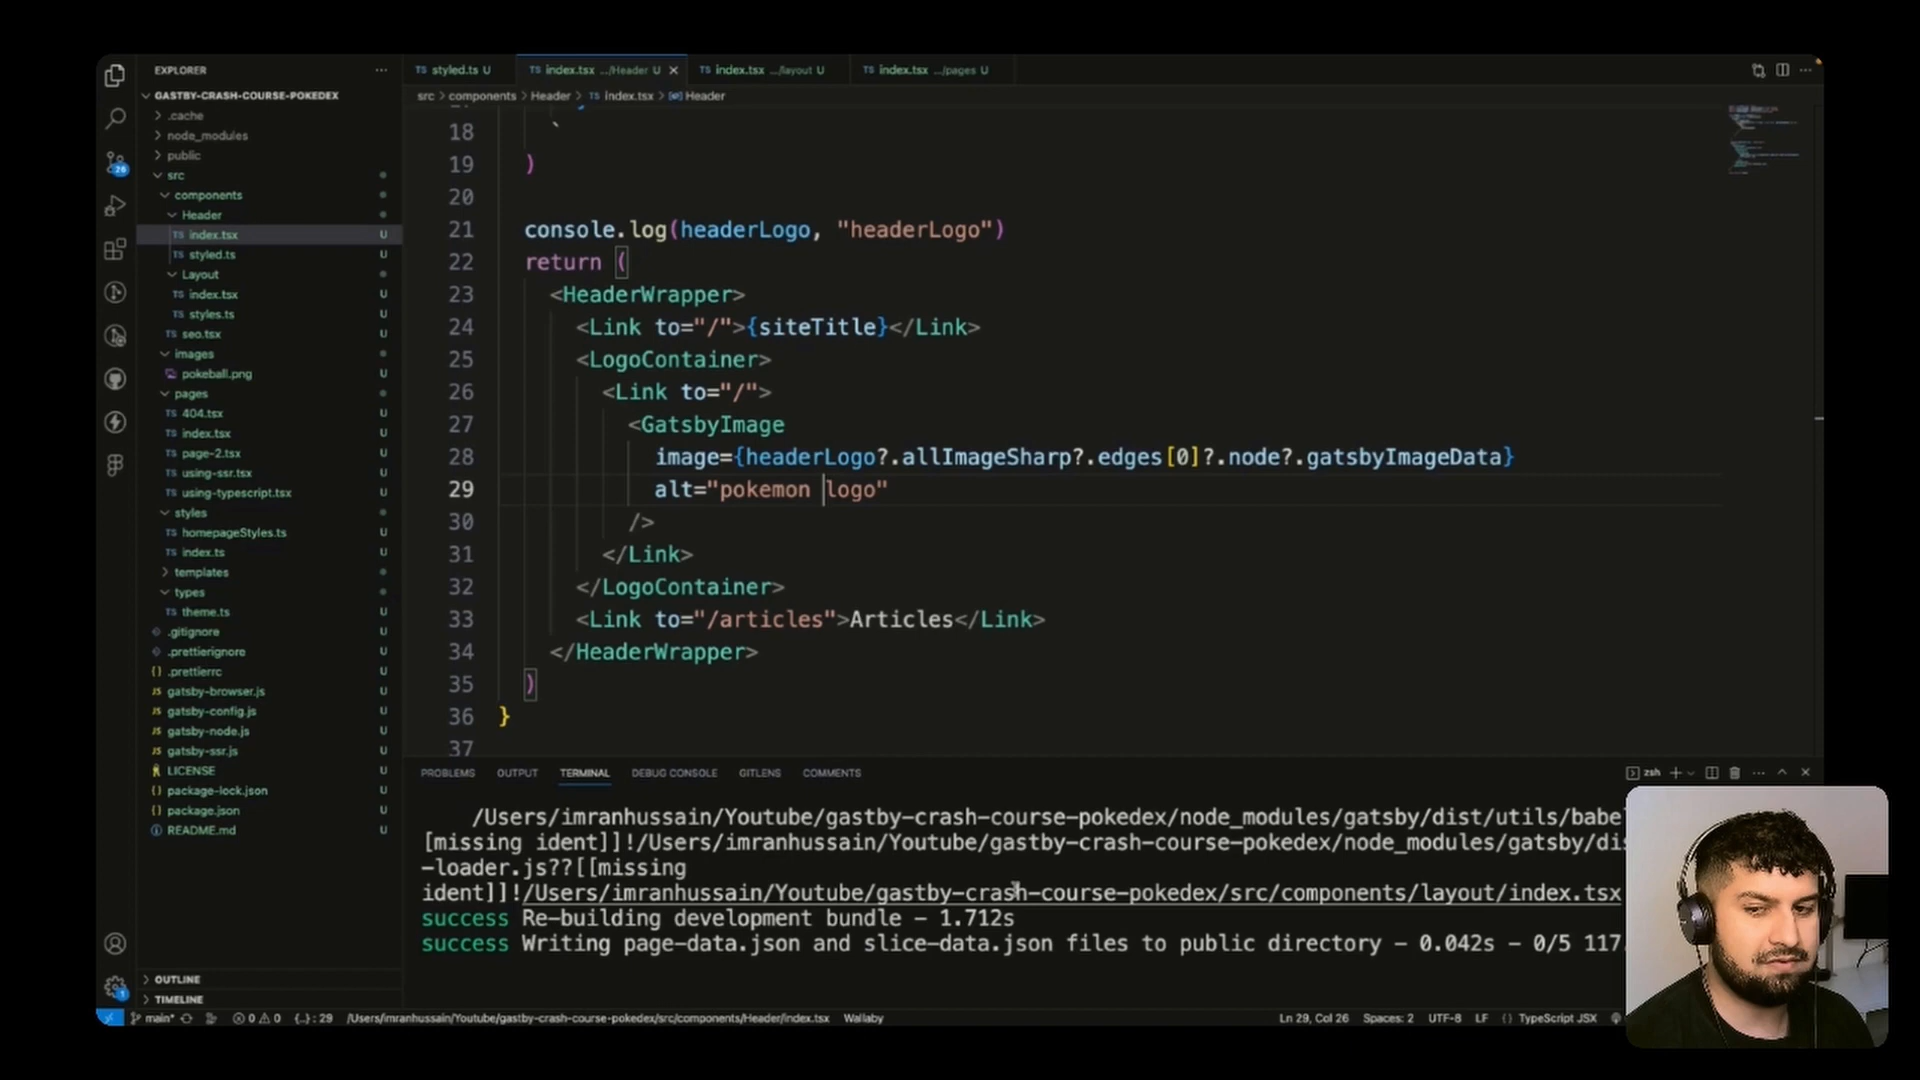 EXPLORER
GASTBY-CRASH-COURSE-POKEDEX
.cache
node_modules
public
src
components
Header
index.tsx U
styled.ts U
Layout
index.tsx U
styles.ts U
seo.tsx U
images
pokeball.png U
pages
404.tsx U
index.tsx U
page-2.tsx U
using-ssr.tsx U
using-typescript.tsx U
styles
homepageStyles.ts U
index.ts U
templates
types
theme.ts U
.gitignore U
.prettierignore U
.prettierrc U
gatsby-browser.js U
gatsby-config.js U
gatsby-node.js U
gatsby-ssr.js U
LICENSE U
package-lock.json U
package.json U
README.md U
OUTLINE
TIMELINE
styled.ts U
index.tsx .../Header U
index.tsx .../layout U
index.tsx .../pages U
src > components > Header > index.tsx > Header
18 `
19 )
20
21 console.log(headerLogo, "headerLogo")
22 return (
23 <HeaderWrapper>
24 <Link to="/">{siteTitle}</Link>
25 <LogoContainer>
26 <Link to="/">
27 <GatsbyImage
28 image={headerLogo?.allImageSharp?.edges[0]?.node?.gatsbyImageData}
29 alt="pokemon logo"
30 />
31 </Link>
32 </LogoContainer>
33 <Link to="/articles">Articles</Link>
34 </HeaderWrapper>
35 )
36 }
37
PROBLEMS OUTPUT TERMINAL DEBUG CONSOLE GITLENS COMMENTS
zsh
/Users/imranhussain/Youtube/gastby-crash-course-pokedex/node_modules/gatsby/dist/utils/babe
[missing ident]]!/Users/imranhussain/Youtube/gastby-crash-course-pokedex/node_modules/gatsby/dis
-loader.js??[[missing
ident]]!/Users/imranhussain/Youtube/gastby-crash-course-pokedex/src/components/layout/index.tsx
success Re-building development bundle - 1.712s
success Writing page-data.json and slice-data.json files to public directory - 0.042s - 0/5 117.
main* 0 0 {..} : 29 /Users/imranhussain/Youtube/gastby-crash-course-pokedex/src/components/Header/index.tsx Wallaby
Ln 29, Col 26 Spaces: 2 UTF-8 LF TypeScript JSX